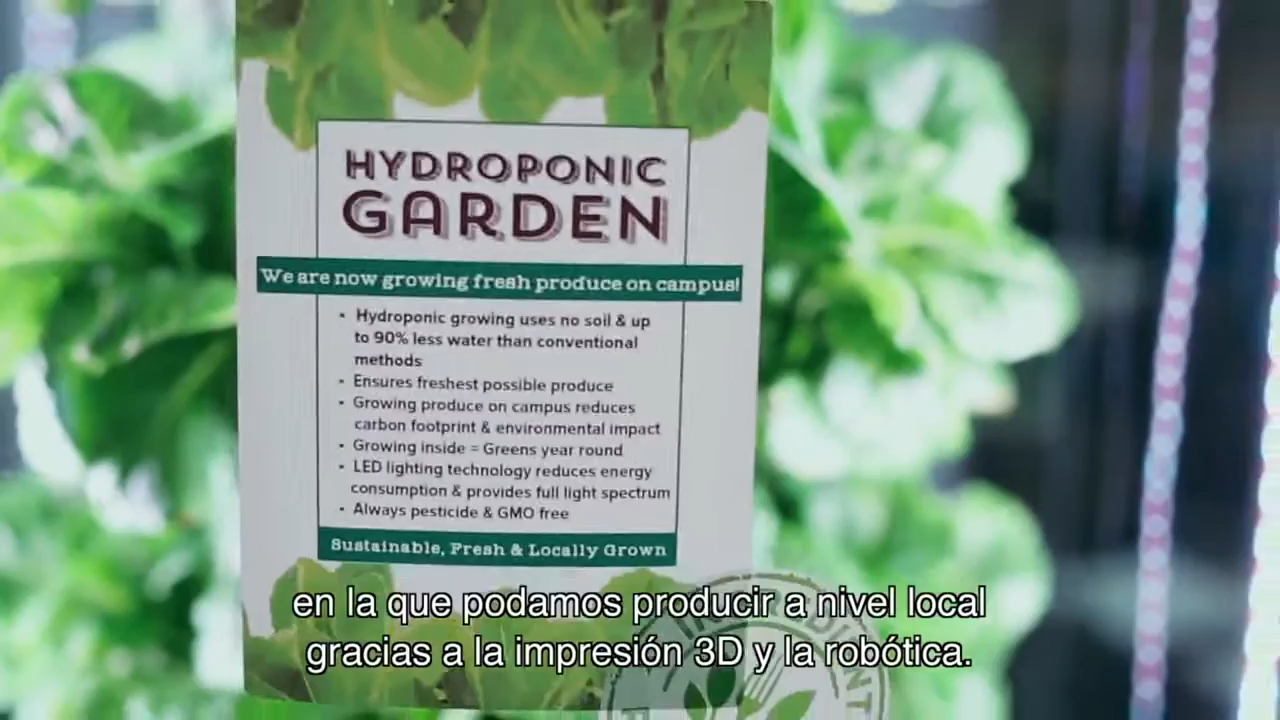 HYDROPONIC
GARDEN
We are now growing fresh produce on campus!
• Hydroponic growing uses no soil & up
to 90% less water than conventional
methods
• Ensures freshest possible produce
• Growing produce on campus reduces
carbon footprint & environmental impact
• Growing inside = Greens year round
• LED lighting technology reduces energy
consumption & provides full light spectrum
• Always pesticide & GMO free
Sustainable, Fresh & Locally Grown
en la que podamos producir a nivel local
gracias a la impresión 3D y la robótica.